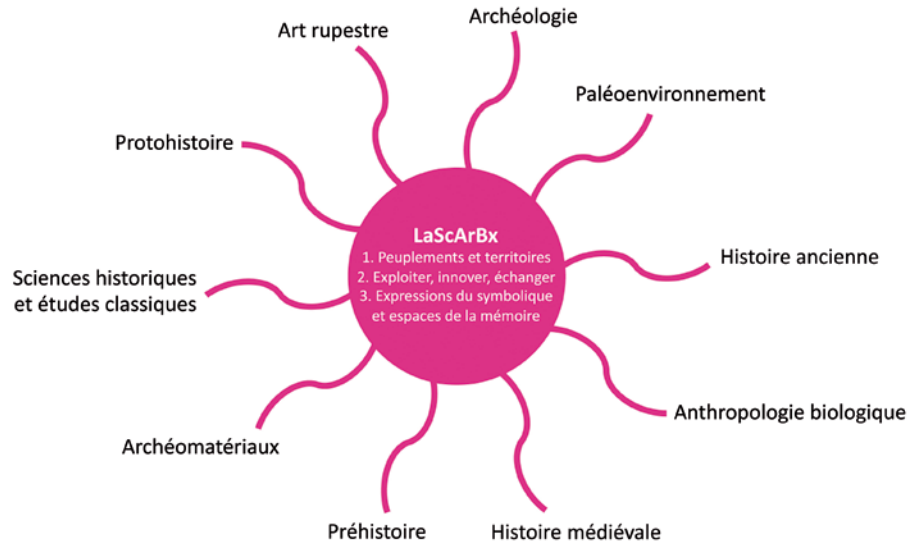 Archéologie
Art rupestre
Paléoenvironnement
Protohistoire
LaScArBx
1. Peuplements et territoires
2. Exploiter, innover, échanger
3. Expressions du symbolique
et espaces de la mémoire
Histoire ancienne
Sciences historiques
et études classiques
Anthropologie biologique
Archéomatériaux
Préhistoire
Histoire médiévale